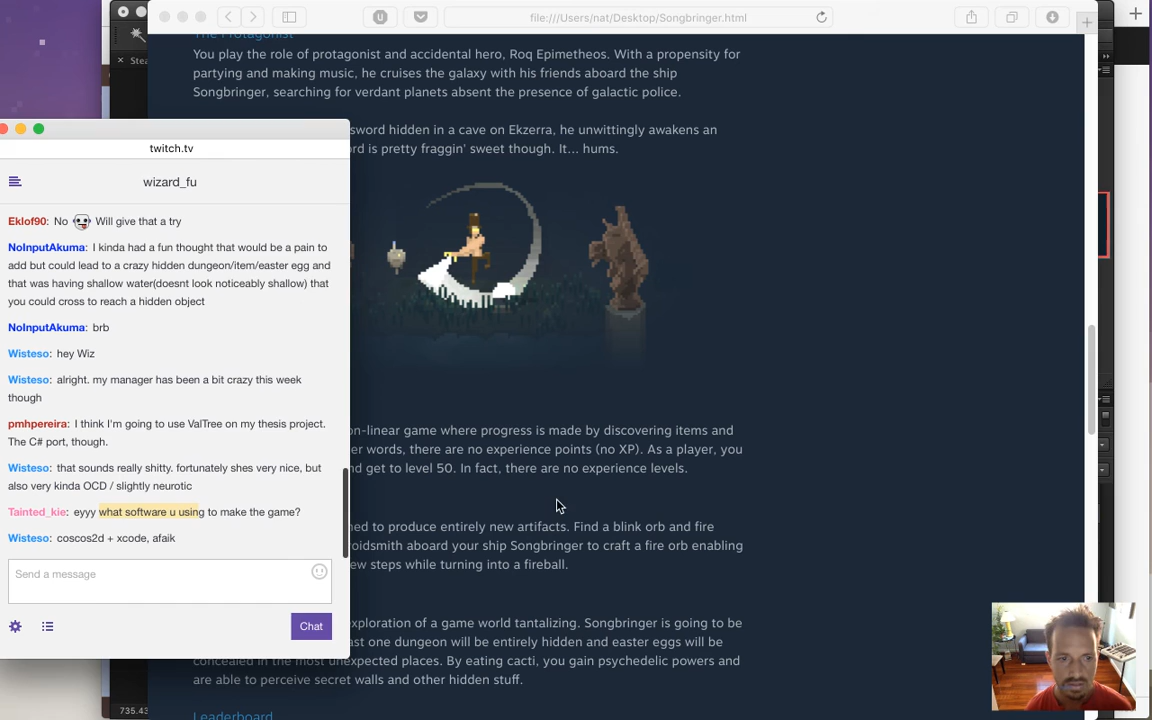 file:///Users/nat/Desktop/Songbringer.html
Stea
The Protagonist
You play the role of protagonist and accidental hero, Roq Epimetheos. With a propensity for
partying and making music, he cruises the galaxy with his friends aboard the ship
Songbringer, searching for verdant planets absent the presence of galactic police.
sword hidden in a cave on Ekzerra, he unwittingly awakens an
rd is pretty fraggin' sweet though. It... hums.
on-linear game where progress is made by discovering items and
er words, there are no experience points (no XP). As a player, you
nd get to level 50. In fact, there are no experience levels.
ned to produce entirely new artifacts. Find a blink orb and fire
roidsmith aboard your ship Songbringer to craft a fire orb enabling
ew steps while turning into a fireball.
xploration of a game world tantalizing. Songbringer is going to be
ast one dungeon will be entirely hidden and easter eggs will be
concealed in the most unexpected places. By eating cacti, you gain psychedelic powers and
are able to perceive secret walls and other hidden stuff.
Leaderboard
735.43
twitch.tv
wizard_fu
Eklof90: No Will give that a try
NoInputAkuma: I kinda had a fun thought that would be a pain to
add but could lead to a crazy hidden dungeon/item/easter egg and
that was having shallow water(doesnt look noticeably shallow) that
you could cross to reach a hidden object
NoInputAkuma: brb
Wisteso: hey Wiz
Wisteso: alright. my manager has been a bit crazy this week
though
pmhpereira: I think I'm going to use ValTree on my thesis project.
The C# port, though.
Wisteso: that sounds really shitty. fortunately shes very nice, but
also very kinda OCD / slightly neurotic
Tainted_kie: eyyy what software u using to make the game?
Wisteso: coscos2d + xcode, afaik
Send a message
Chat